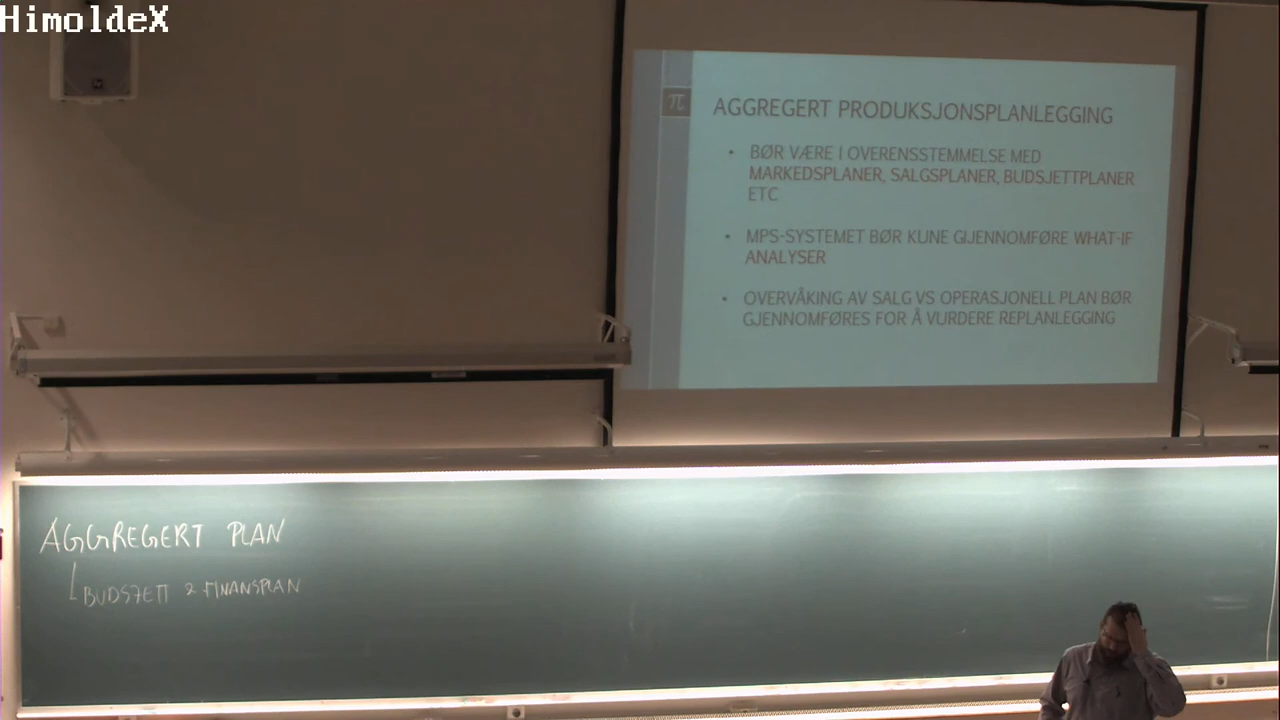 HimoldeX
π
AGGREGERT PRODUKSJONSPLANLEGGING
• BØR VÆRE I OVERENSSTEMMELSE MED
MARKEDSPLANER, SALGSPLANER, BUDSJETTPLANER
ETC
• MPS-SYSTEMET BØR KUNE GJENNOMFØRE WHAT-IF
ANALYSER
• OVERVÅKING AV SALG VS OPERASJONELL PLAN BØR
GJENNOMFØRES FOR Å VURDERE REPLANLEGGING
AGGREGERT PLAN
BUDSJETT & FINANSPLAN